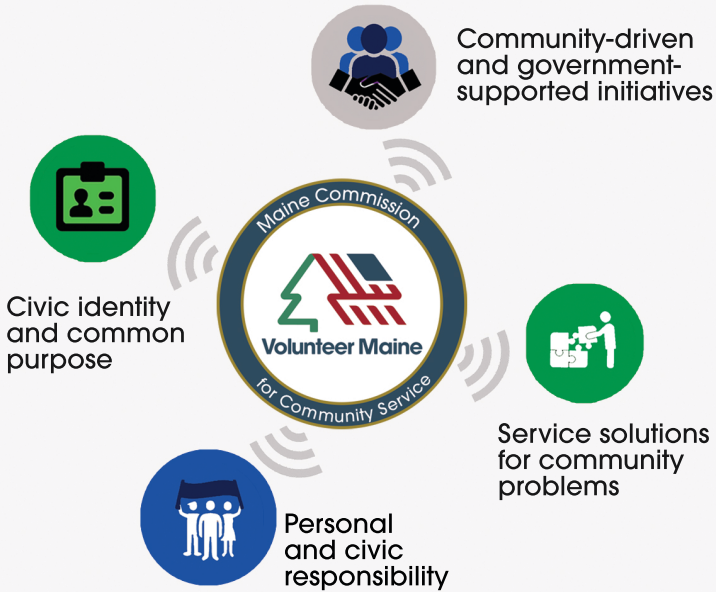 Community-driven
and government-
supported initiatives
Maine Commission
Volunteer Maine
for Community Service
Civic identity
and common
purpose
Service solutions
for community
problems
Personal
and civic
responsibility